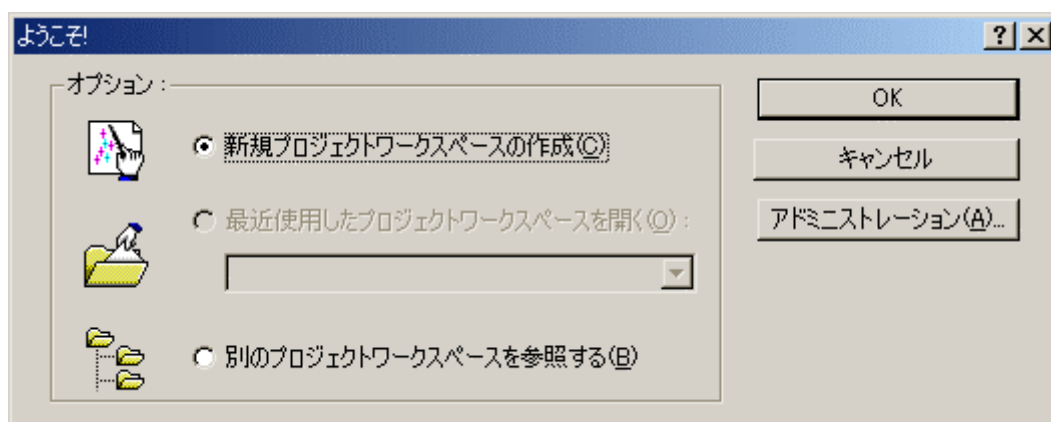 ようこそ!
オプション :
新規プロジェクトワークスペースの作成(C)
最近使用したプロジェクトワークスペースを開く(O) :
別のプロジェクトワークスペースを参照する(B)
OK
キャンセル
アドミニストレーション(A)...